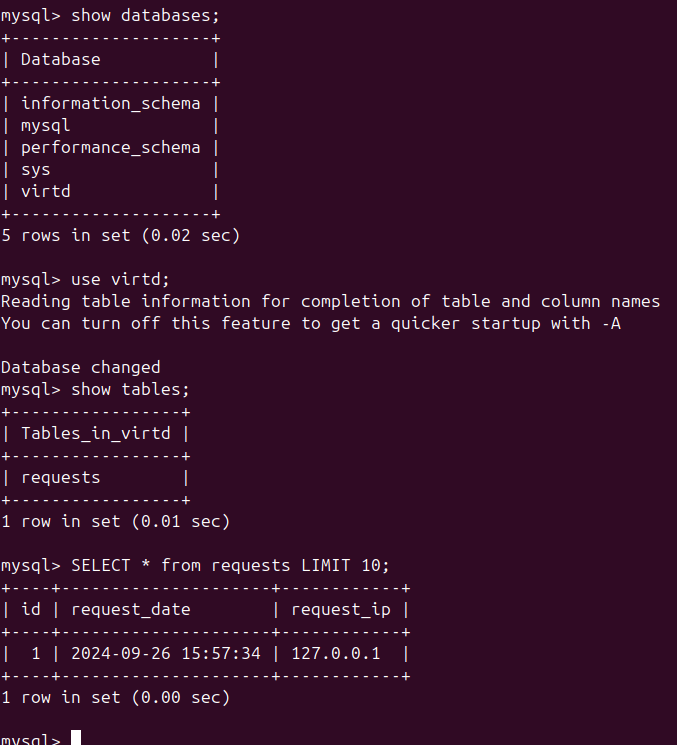 mysql> show databases;
+--------------------+
| Database           |
+--------------------+
| information_schema |
| mysql              |
| performance_schema |
| sys                |
| virtd              |
+--------------------+
5 rows in set (0.02 sec)

mysql> use virtd;
Reading table information for completion of table and column names
You can turn off this feature to get a quicker startup with -A

Database changed
mysql> show tables;
+-----------------+
| Tables_in_virtd |
+-----------------+
| requests        |
+-----------------+
1 row in set (0.01 sec)

mysql> SELECT * from requests LIMIT 10;
+----+---------------------+------------+
| id | request_date        | request_ip |
+----+---------------------+------------+
|  1 | 2024-09-26 15:57:34 | 127.0.0.1  |
+----+---------------------+------------+
1 row in set (0.00 sec)

mysql>